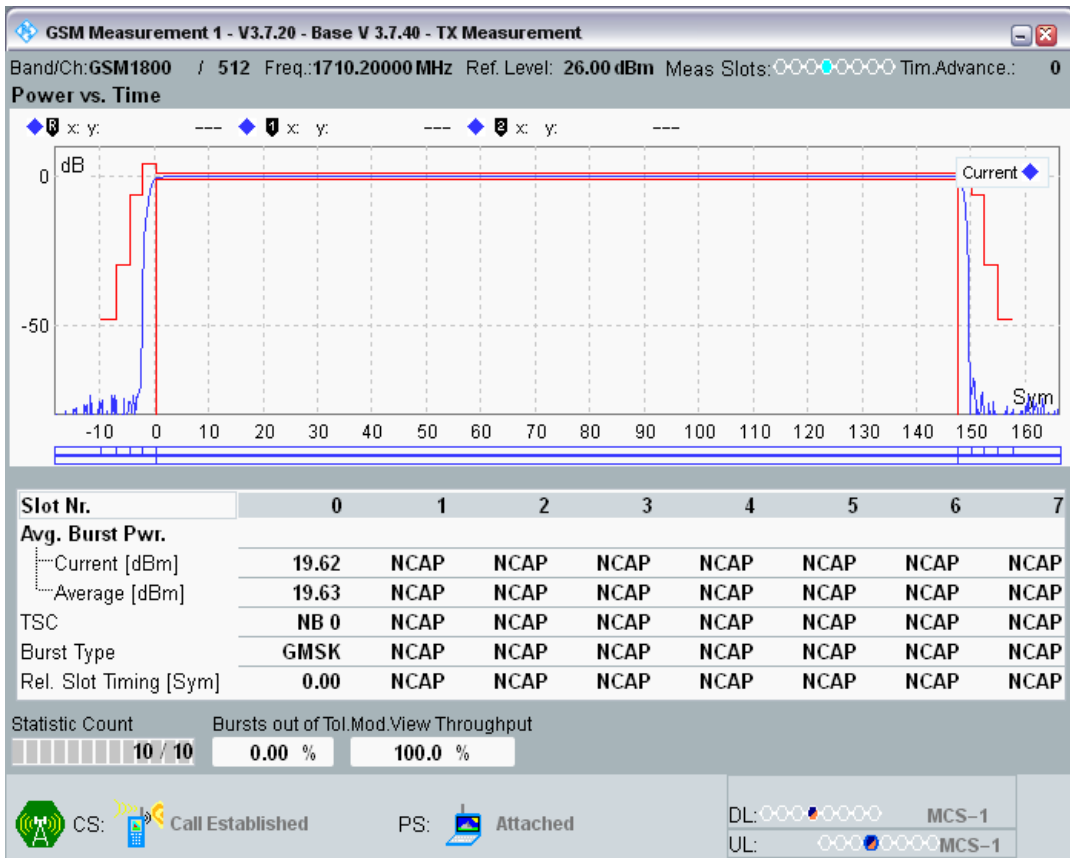 GSM Measurement 1 - V3.7.20 - Base V 3.7.40 - TX Measurement
Band/Ch:GSM1800 / 512 Freq.:1710.20000 MHz Ref. Level: 26.00 dBm Meas Slots: Tim.Advance.: 0
Power vs. Time
R x: y: --- 1 x: y: --- 2 x: y: ---
dB
Current
0
-50
Sym
-10 0 10 20 30 40 50 60 70 80 90 100 110 120 130 140 150 160
Slot Nr. 0 1 2 3 4 5 6 7
Avg. Burst Pwr.
Current [dBm] 19.62 NCAP NCAP NCAP NCAP NCAP NCAP NCAP
Average [dBm] 19.63 NCAP NCAP NCAP NCAP NCAP NCAP NCAP
TSC NB 0 NCAP NCAP NCAP NCAP NCAP NCAP NCAP
Burst Type GMSK NCAP NCAP NCAP NCAP NCAP NCAP NCAP
Rel. Slot Timing [Sym] 0.00 NCAP NCAP NCAP NCAP NCAP NCAP NCAP
Statistic Count Bursts out of Tol.Mod.View Throughput
10 / 10 0.00 % 100.0 %
CS: Call Established PS: Attached
DL: MCS-1
UL: MCS-1